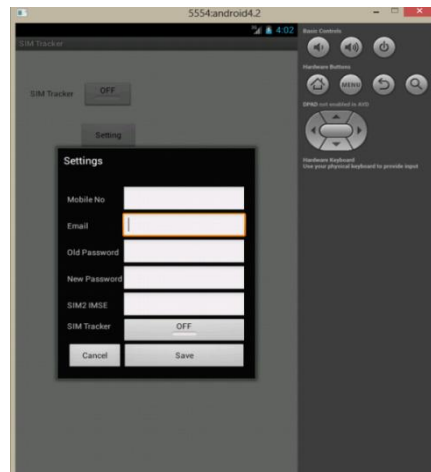 5554:android4.2
3G 4:02
SIM Tracker
SIM Tracker OFF
Setting
Settings
Mobile No
Email
Old Password
New Password
SIM2 IMSE
SIM Tracker OFF
Cancel Save
Basic Controls
Hardware Buttons
MENU
DPAD not enabled in AVD
Hardware Keyboard
Use your physical keyboard to provide input